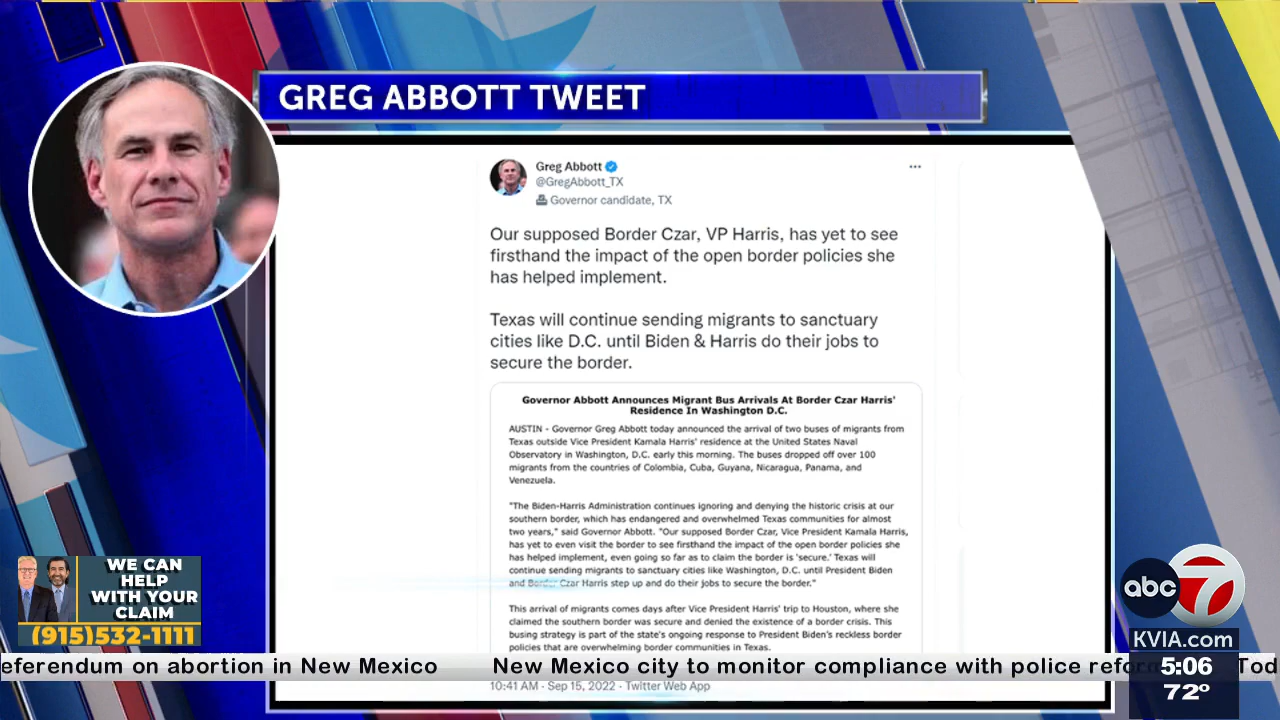 GREG ABBOTT TWEET
Greg Abbott
@GregAbbott_TX
Governor candidate, TX
Our supposed Border Czar, VP Harris, has yet to see
firsthand the impact of the open border policies she
has helped implement.
Texas will continue sending migrants to sanctuary
cities like D.C. until Biden & Harris do their jobs to
secure the border.
Governor Abbott Announces Migrant Bus Arrivals At Border Czar Harris'
Residence In Washington D.C.
AUSTIN - Governor Greg Abbott today announced the arrival of two buses of migrants from
Texas outside Vice President Kamala Harris' residence at the United States Naval
Observatory in Washington, D.C. early this morning. The buses dropped off over 100
migrants from the countries of Colombia, Cuba, Guyana, Nicaragua, Panama, and
Venezuela.
"The Biden-Harris Administration continues ignoring and denying the historic crisis at our
southern border, which has endangered and overwhelmed Texas communities for almost
two years," said Governor Abbott. "Our supposed Border Czar, Vice President Kamala Harris,
has yet to even visit the border to see firsthand the impact of the open border policies she
has helped implement, even going so far as to claim the border is 'secure.' Texas will
continue sending migrants to sanctuary cities like Washington, D.C. until President Biden
and Border Czar Harris step up and do their jobs to secure the border."
This arrival of migrants comes days after Vice President Harris' trip to Houston, where she
claimed the southern border was secure and denied the existence of a border crisis. This
busing strategy is part of the state's ongoing response to President Biden's reckless border
policies that are overwhelming border communities in Texas.
10:41 AM · Sep 15, 2022 · Twitter Web App
WE CAN
HELP
WITH YOUR
CLAIM
(915)532-1111
eferendum on abortion in New Mexico New Mexico city to monitor compliance with police refor Tod
abc 7
KVIA.com
5:06
72º